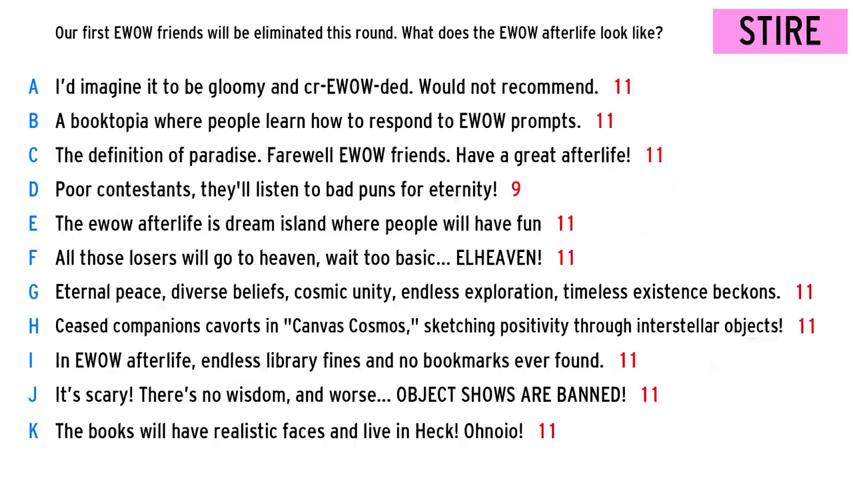 Our first EWOW friends will be eliminated this round. What does the EWOW afterlife look like?
STIRE
A I'd imagine it to be gloomy and cr-EWOW-ded. Would not recommend. 11
B A booktopia where people learn how to respond to EWOW prompts. 11
C The definition of paradise. Farewell EWOW friends. Have a great afterlife! 11
D Poor contestants, they'll listen to bad puns for eternity! 9
E The ewow afterlife is dream island where people will have fun 11
F All those losers will go to heaven, wait too basic... ELHEAVEN! 11
G Eternal peace, diverse beliefs, cosmic unity, endless exploration, timeless existence beckons. 11
H Ceased companions cavorts in "Canvas Cosmos," sketching positivity through interstellar objects! 11
I In EWOW afterlife, endless library fines and no bookmarks ever found. 11
J It's scary! There's no wisdom, and worse... OBJECT SHOWS ARE BANNED! 11
K The books will have realistic faces and live in Heck! Ohnoio! 11